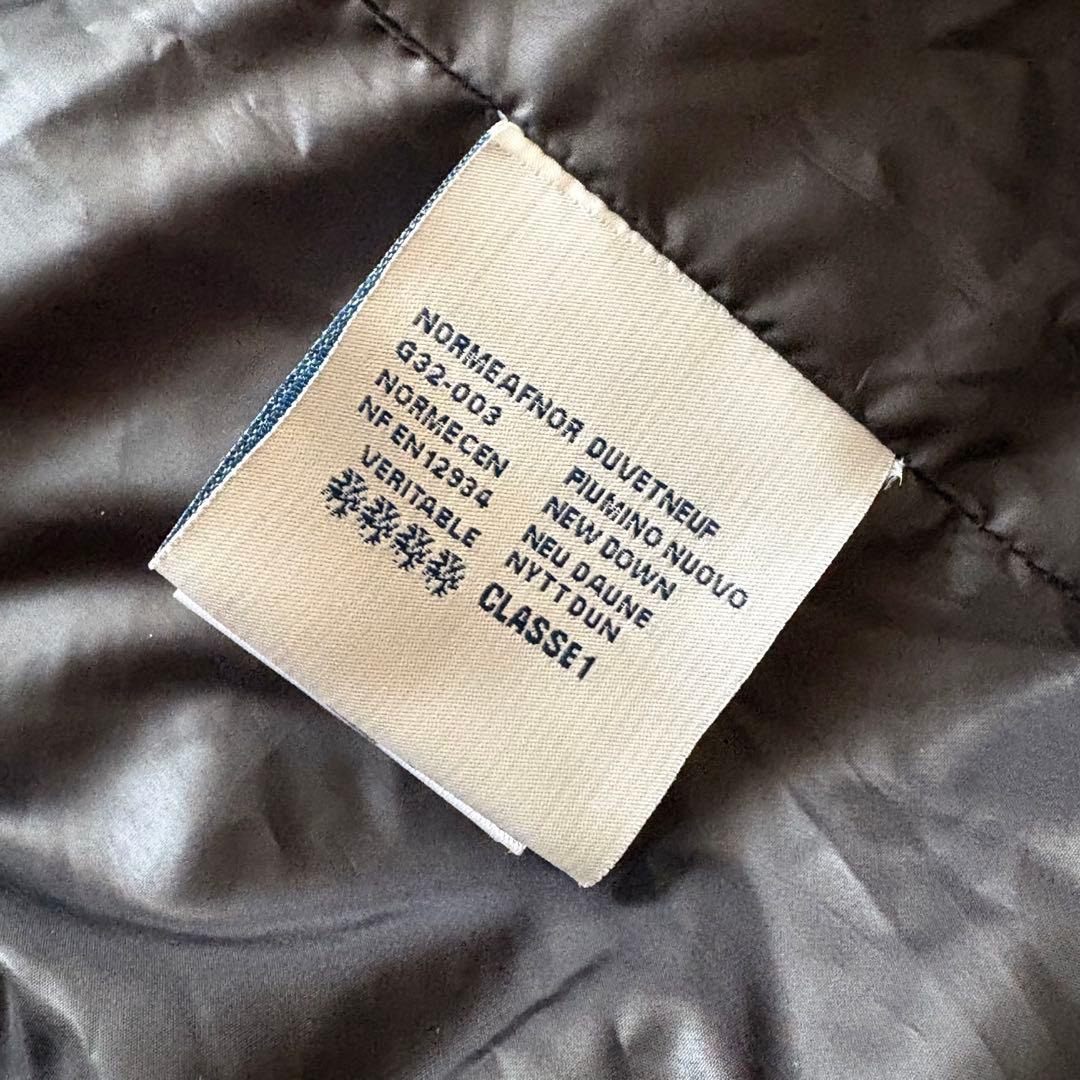 NORMEAFNOR DUVETNEUF
G32-003 PIUMINO NUOVO
NORMECEN NEW DOWN
NF EN12934 NEU DAUNE
VERITABLE NYTT DUN
CLASSE1